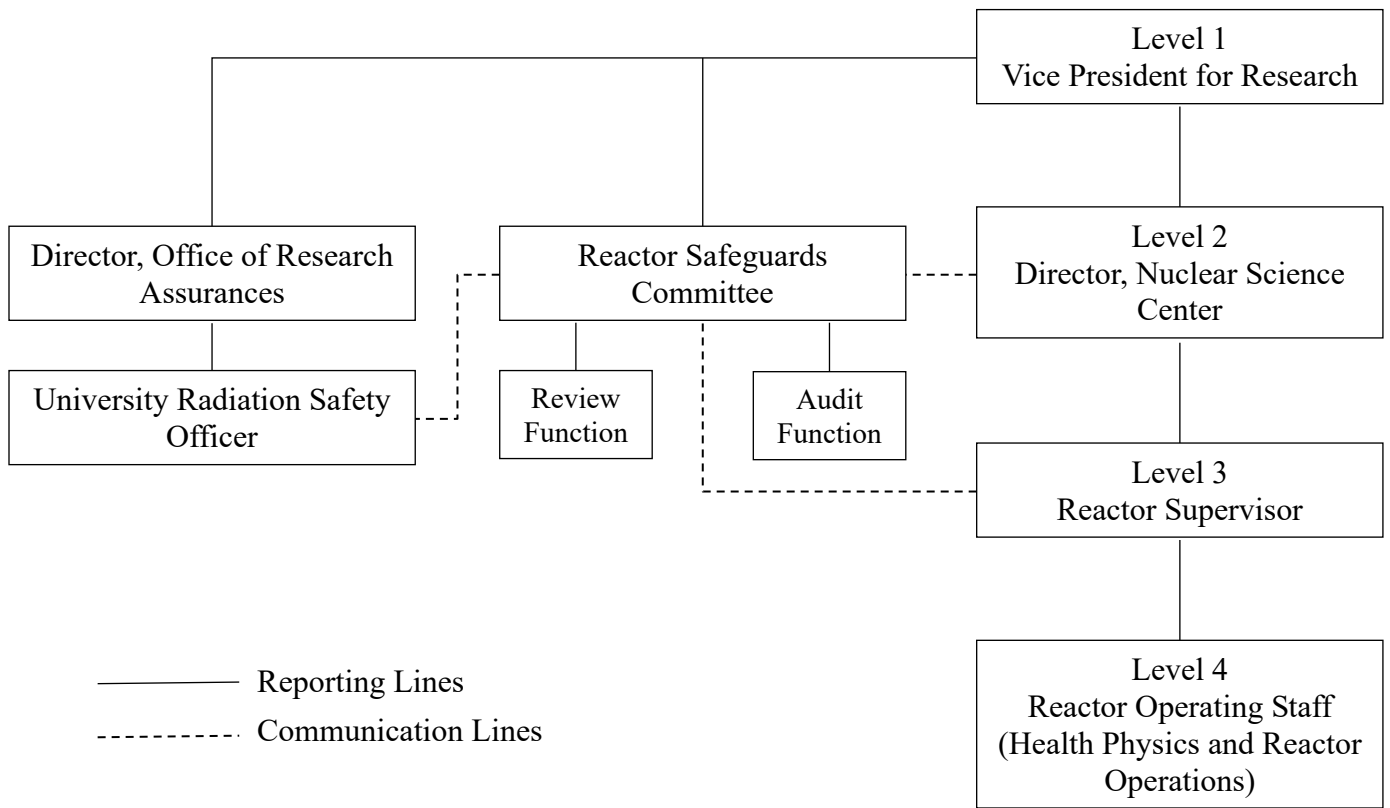 Level 1
Vice President for Research
Director, Office of Research
Assurances
Reactor Safeguards
Committee
Level 2
Director, Nuclear Science
Center
University Radiation Safety
Officer
Review
Function
Audit
Function
Level 3
Reactor Supervisor
Level 4
Reactor Operating Staff
(Health Physics and Reactor
Operations)
Reporting Lines
Communication Lines